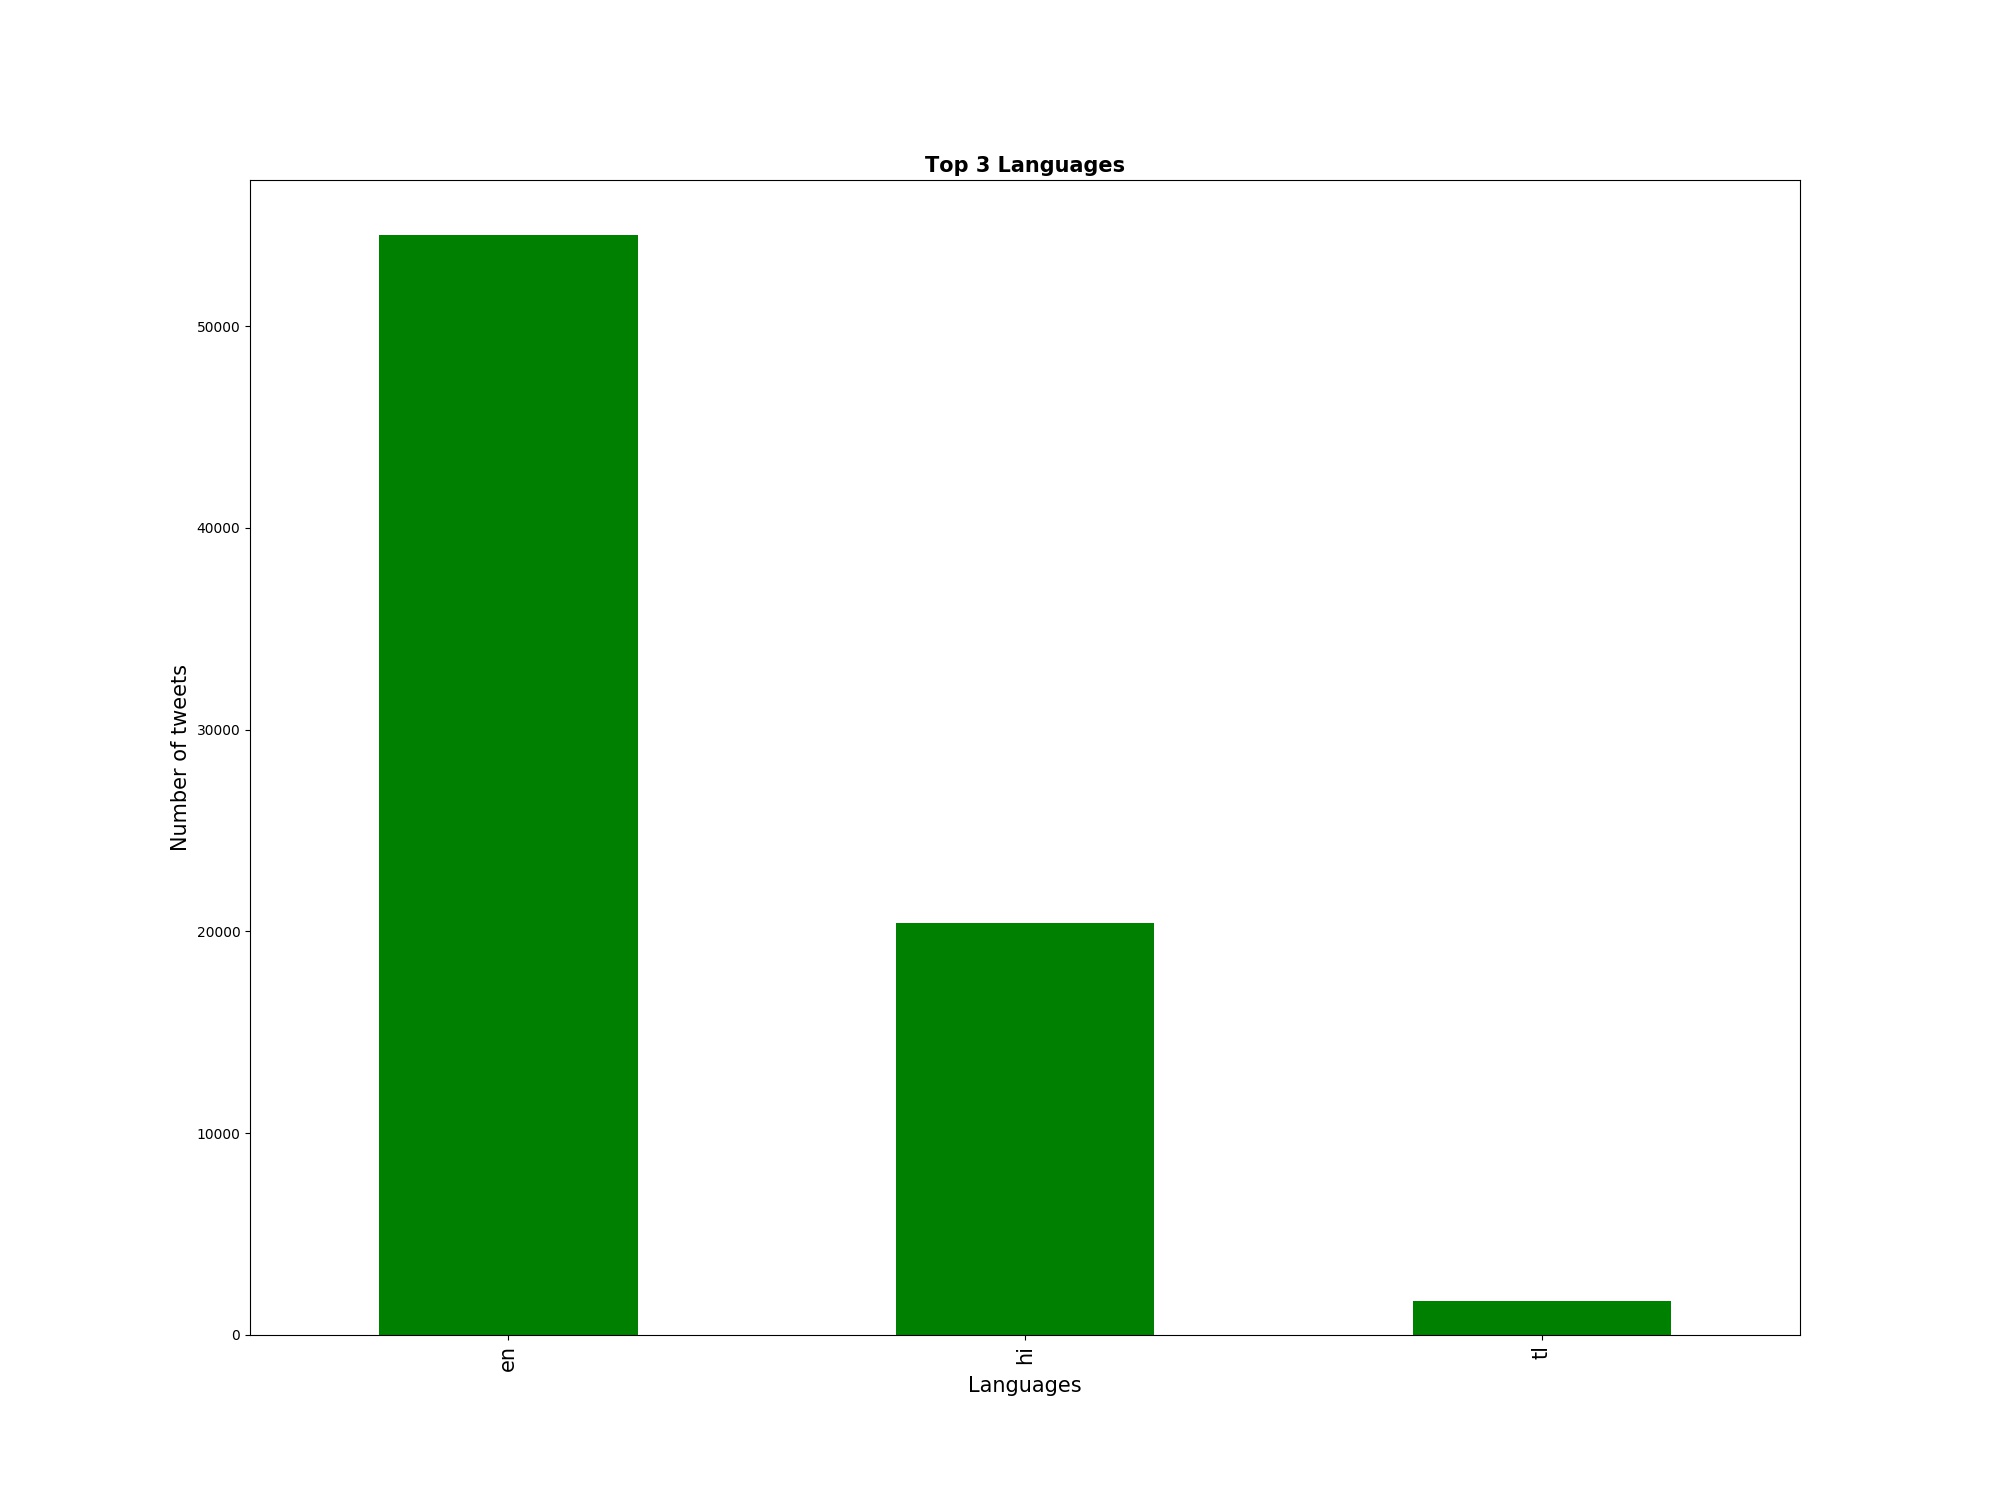 Top 3 Languages
Number of tweets
50000
40000
30000
20000
10000
0
en
hi
tl
Languages